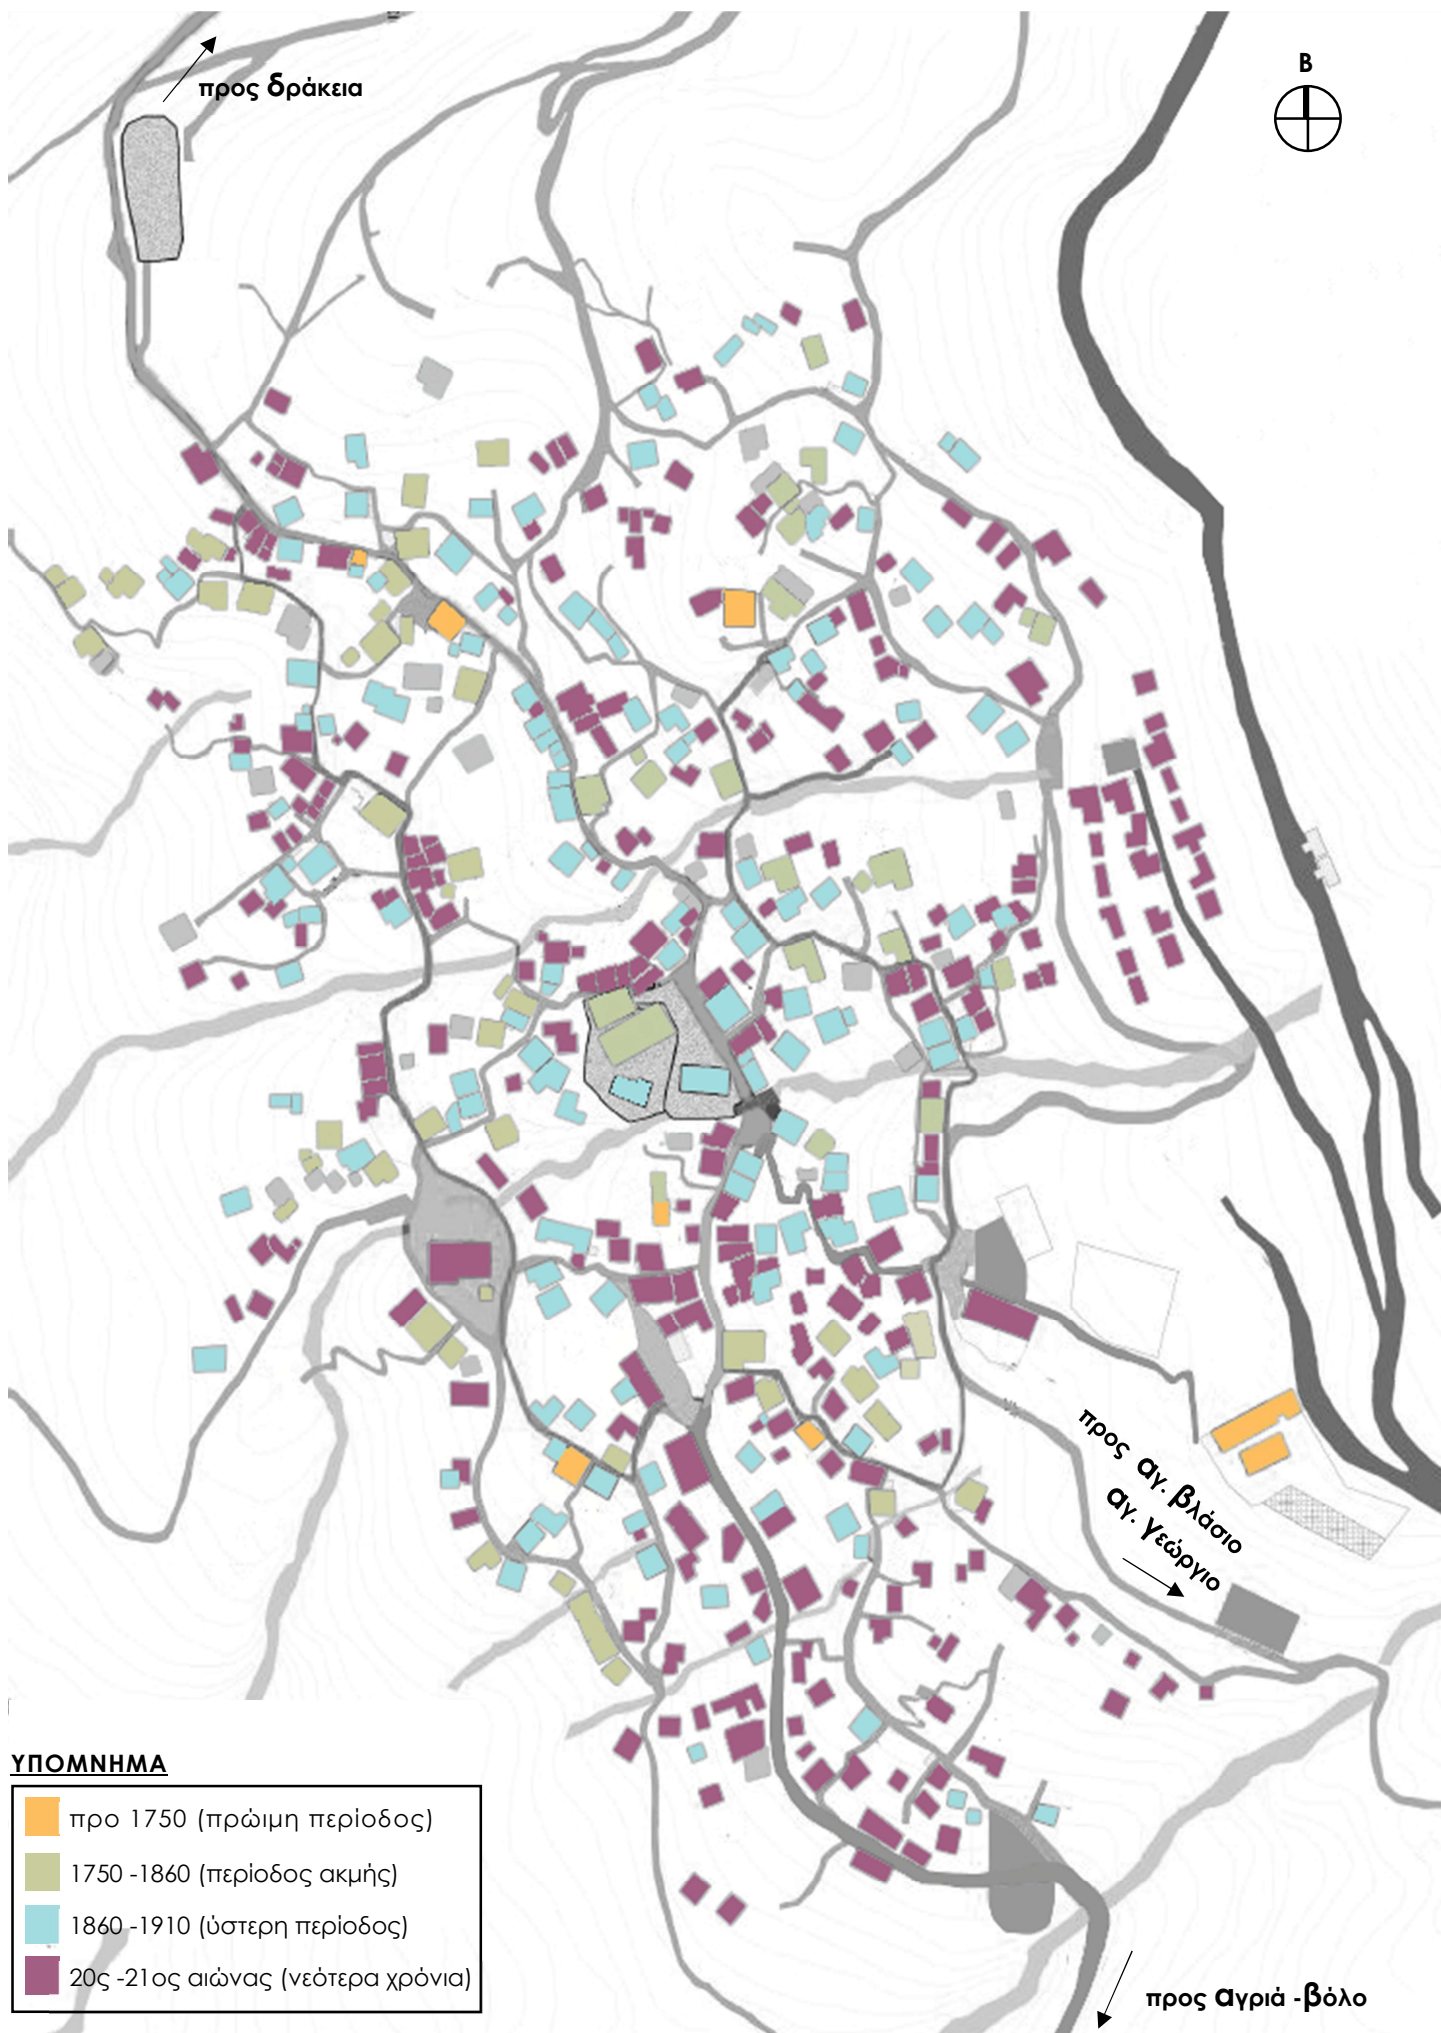 προς δράκεια
Β
προς αγ. βλάσιο
αγ. γεώργιο
ΥΠΟΜΝΗΜΑ
προ 1750 (πρώιμη περίοδος)
1750 -1860 (περίοδος ακμής)
1860 -1910 (ύστερη περίοδος)
20ς -21ος αιώνας (νεότερα χρόνια)
προς αγριά -βόλο